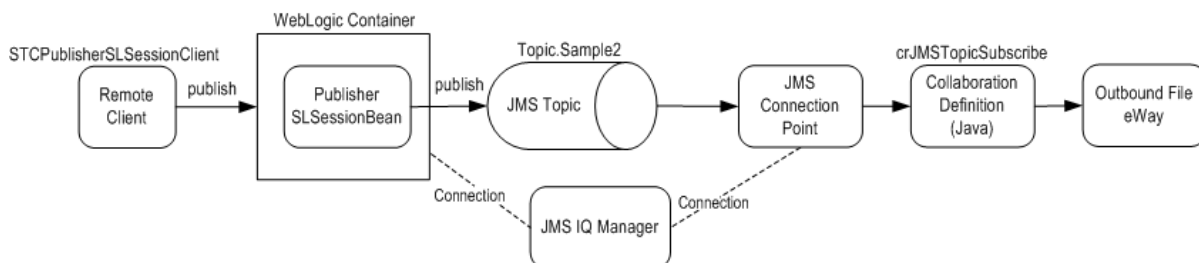 WebLogic Container
STCPublisherSLSessionClient
Remote
Client
publish
Publisher
SLSessionBean
publish
Topic.Sample2
JMS Topic
JMS
Connection
Point
crJMSTopicSubscribe
Collaboration
Definition
(Java)
Outbound File
eWay
Connection
JMS IQ Manager
Connection